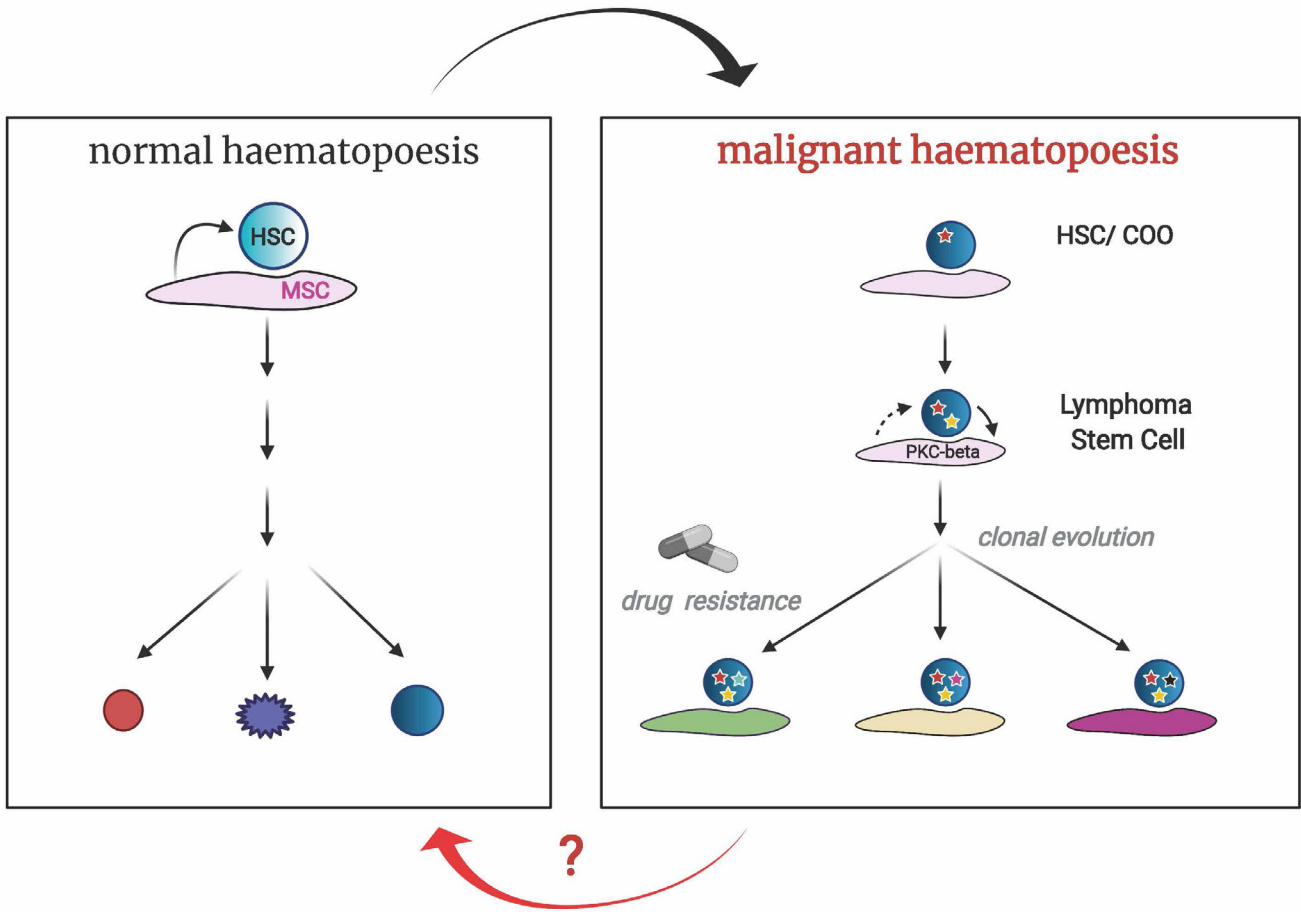 normal haematopoesis
HSC
MSC
malignant haematopoesis
HSC/ COO
Lymphoma
Stem Cell
PKC-beta
clonal evolution
drug resistance
?